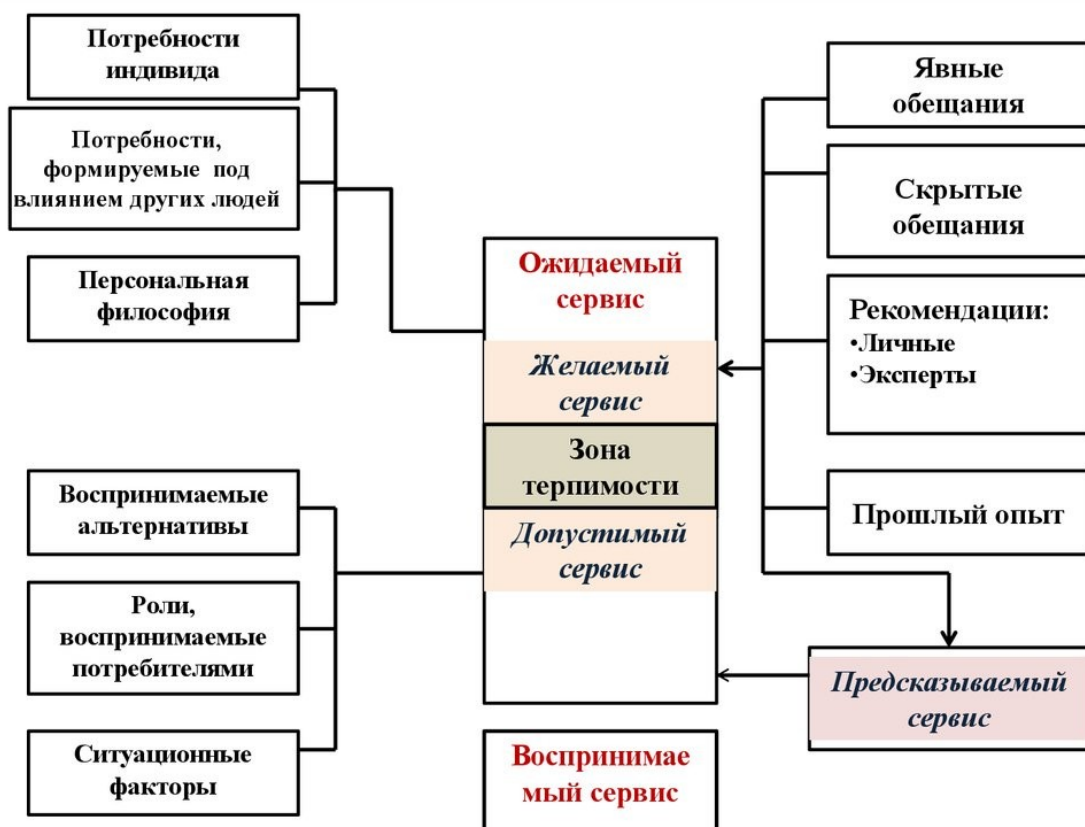 Потребности
индивида
Потребности,
формируемые под
влиянием других людей
Персональная
философия
Воспринимаемые
альтернативы
Роли,
воспринимаемые
потребителями
Ситуационные
факторы
Ожидаемый
сервис
Желаемый
сервис
Зона
терпимости
Допустимый
сервис
Воспринимае
мый сервис
Явные
обещания
Скрытые
обещания
Рекомендации:
•Личные
•Эксперты
Прошлый опыт
Предсказываемый
сервис